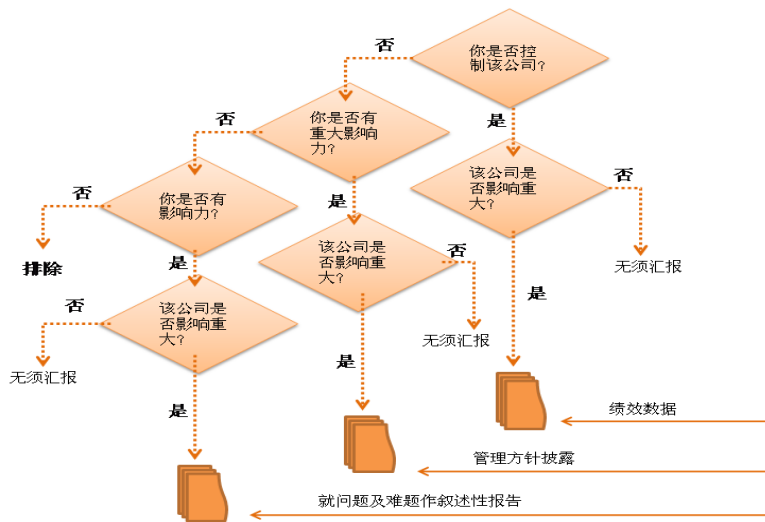 你是否控
制该公司？
否
是
你是否有
重大影响
力？
否
是
该公司是
否影响重
大？
否
无须汇报
是
你是否有
影响力？
否
排除
是
该公司是
否影响重
大？
否
无须汇报
是
该公司是
否影响重
大？
否
无须汇报
是
绩效数据
管理方针披露
就问题及难题作叙述性报告